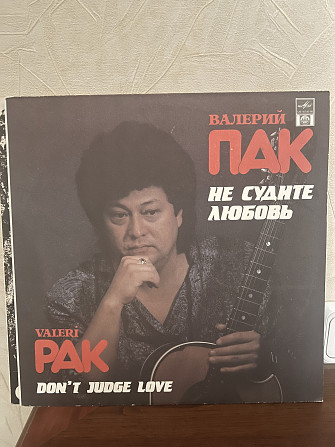 ВАЛЕРИЙ
ПАК
НЕ СУДИТЕ
ЛЮБОВЬ
VALERI
PAK
DON'T JUDGE LOVE